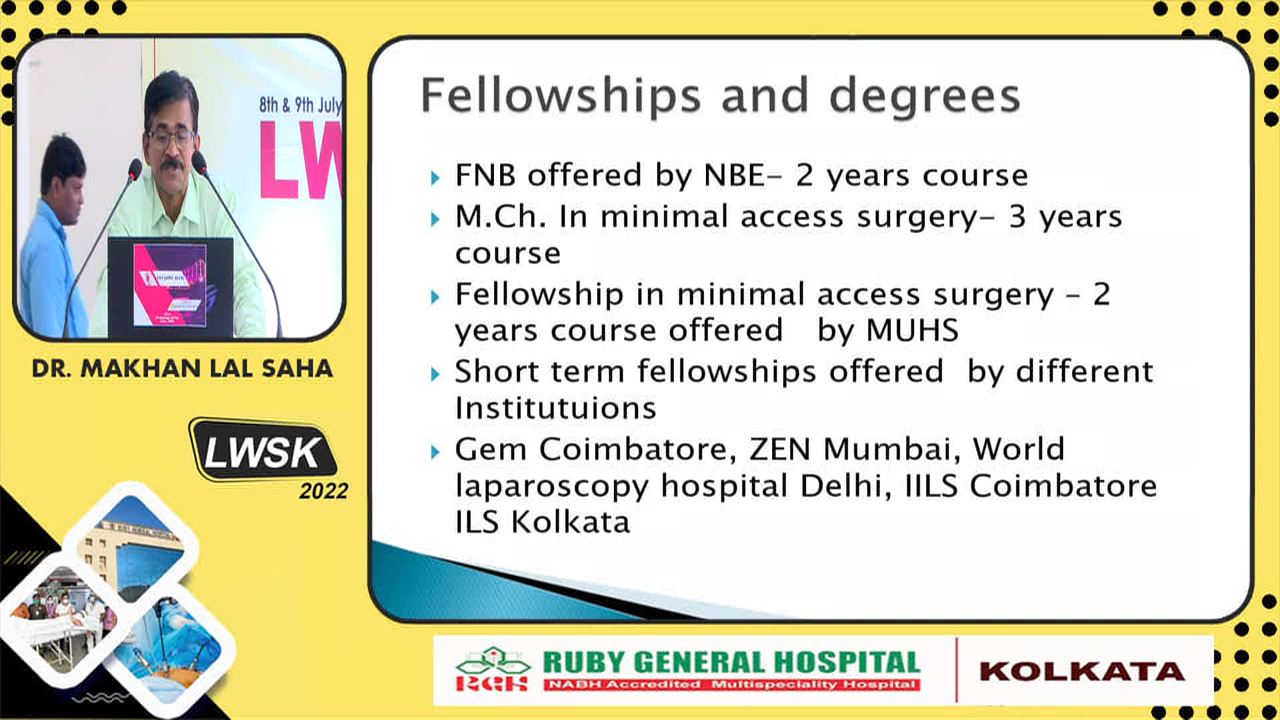 8th & 9th July
LW
DR. MAKHAN LAL SAHA
LWSK
2022
Fellowships and degrees
FNB offered by NBE– 2 years course
M.Ch. In minimal access surgery– 3 years
course
Fellowship in minimal access surgery – 2
years course offered by MUHS
Short term fellowships offered by different
Institutuions
Gem Coimbatore, ZEN Mumbai, World
laparoscopy hospital Delhi, IILS Coimbatore
ILS Kolkata
RGH
RUBY GENERAL HOSPITAL
NABH Accredited Multispeciality Hospital
KOLKATA